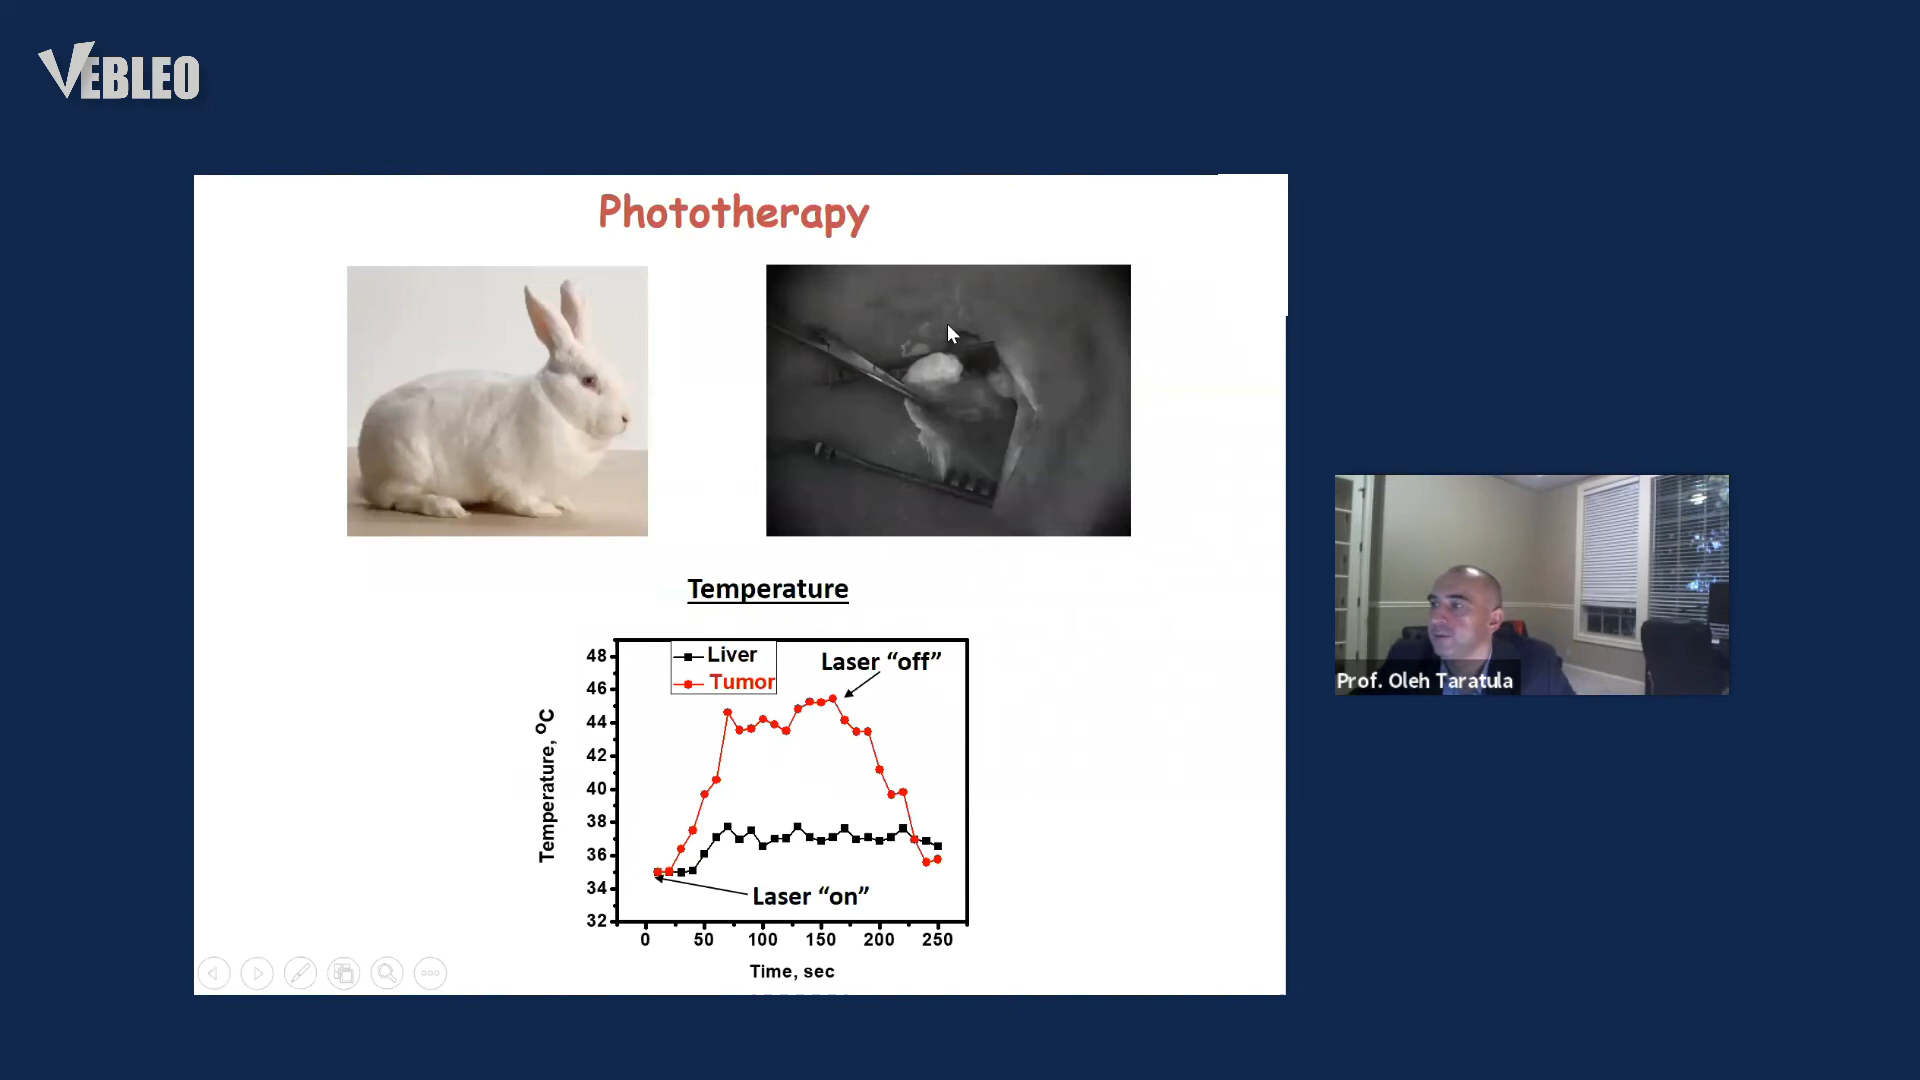 VEBLEO
Phototherapy
Temperature
Liver
Tumor
Laser “off”
Laser “on”
Temperature, ⁰C
48
46
44
42
40
38
36
34
32
0 50 100 150 200 250
Time, sec
Prof. Oleh Taratula